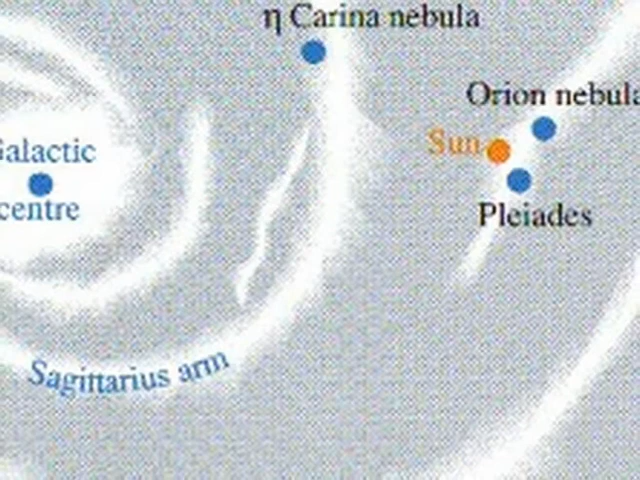 η Carina nebula
Orion nebula
Sun
Galactic
centre
Pleiades
Sagittarius arm